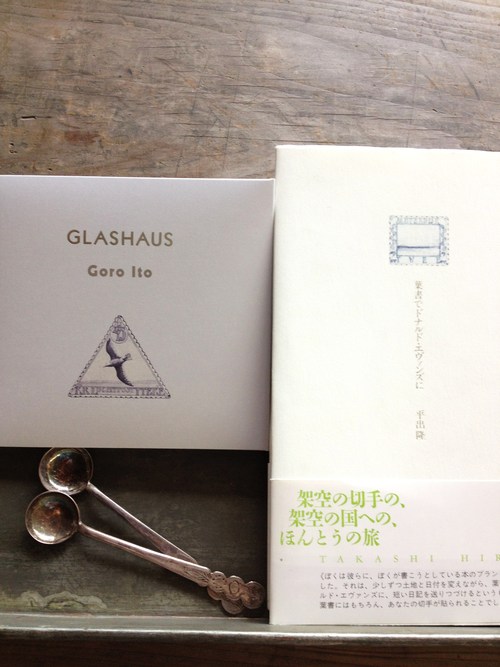 GLASHAUS
Goro Ito
葉書でドナルド・エヴァンズに
平出隆
架空の切手の、
架空の国への、
ほんとうの旅
TAKASHI HIR
《ぼくは彼らに、ぼくが書こうとしている本のプラン
した。それは、少しずつ土地と日付を変えながら、葉
ルド・エヴァンズに、短い日記を送りつづけるという
葉書にはもちろん、あなたの切手が貼られることでし